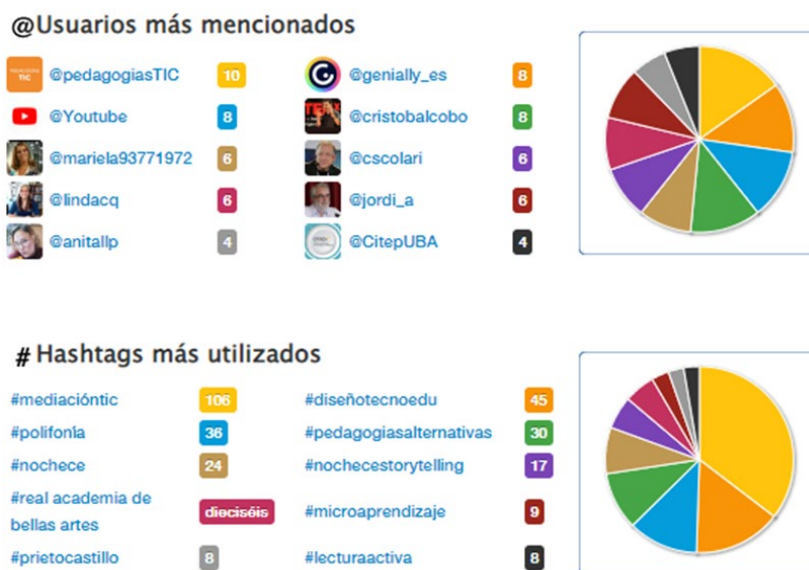 @Usuarios más mencionados
@pedagogiasTIC 10 @genially_es 8
@Youtube 8 @cristobalcobo 8
@mariela93771972 6 @cscolari 6
@lindacq 6 @jordi_a 6
@anitallp 4 @CitepUBA 4
# Hashtags más utilizados
#mediacióntic 106 #diseñotecnoedu 45
#polifonía 36 #pedagogiasalternativas 30
#nochece 24 #nochecestorytelling 17
#real academia de
bellas artes dieciséis #microaprendizaje 9
#prietocastillo 8 #lecturaactiva 8